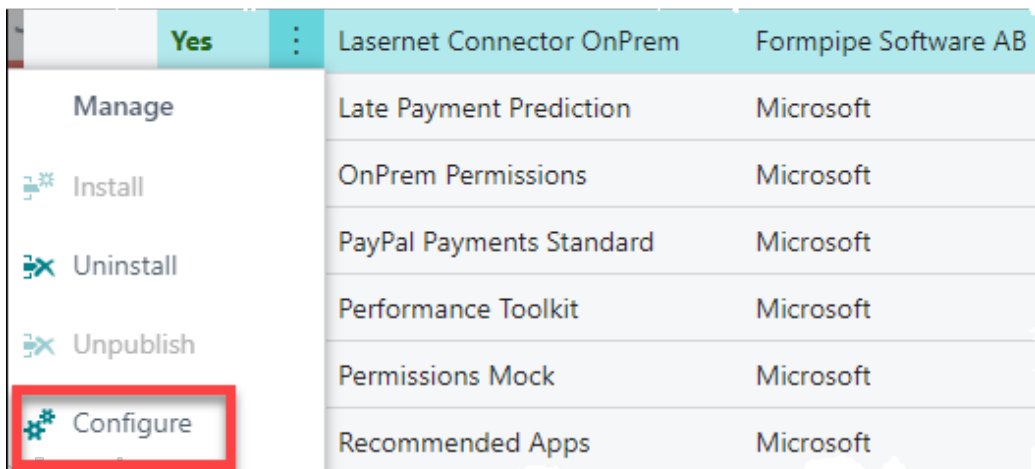 Yes Lasernet Connector OnPrem Formpipe Software AB
Manage
Late Payment Prediction Microsoft
Install
OnPrem Permissions Microsoft
Uninstall
PayPal Payments Standard Microsoft
Performance Toolkit Microsoft
Unpublish
Permissions Mock Microsoft
Configure
Recommended Apps Microsoft